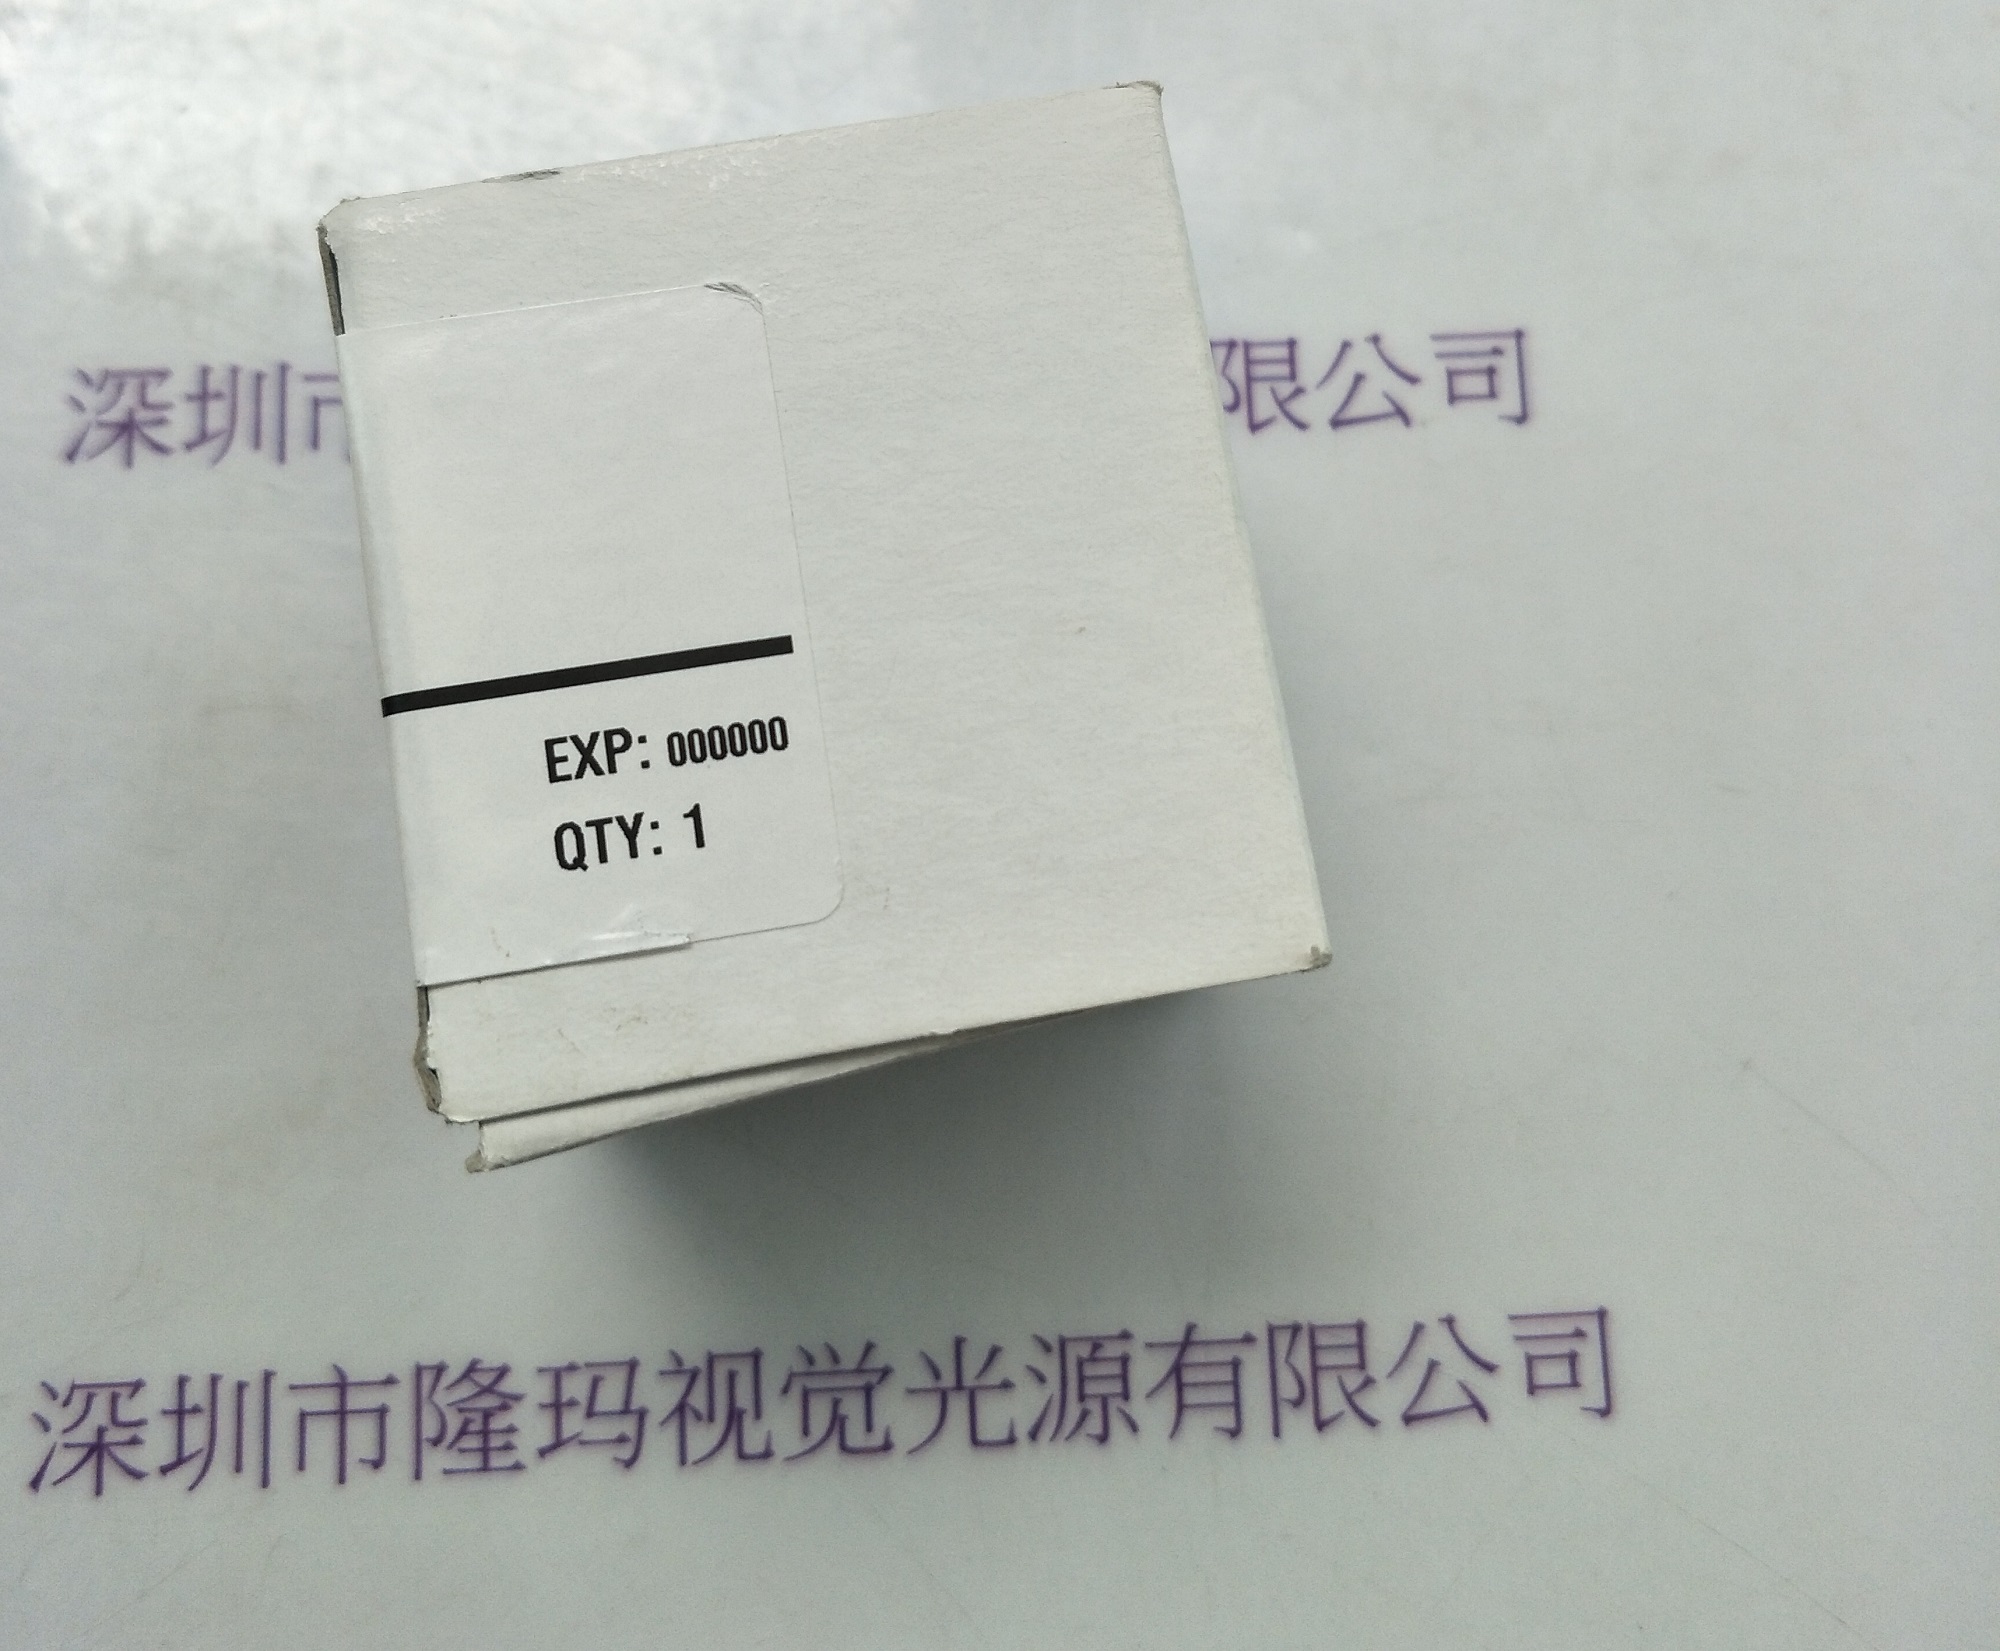 深圳市 限公司
EXP: 000000
QTY: 1
深圳市隆玛视觉光源有限公司